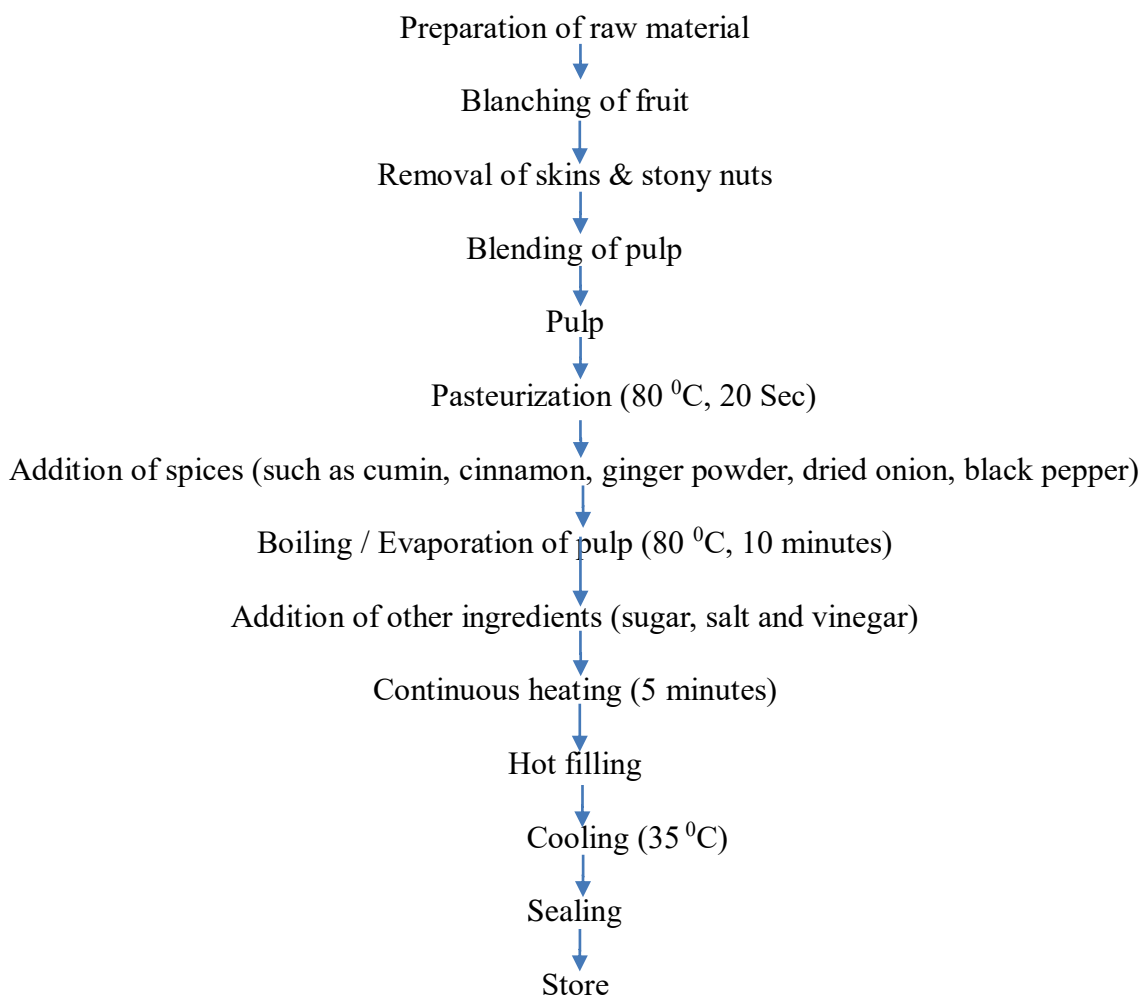 Preparation of raw material
Blanching of fruit
Removal of skins & stony nuts
Blending of pulp
Pulp
Pasteurization (80 ⁰C, 20 Sec)
Addition of spices (such as cumin, cinnamon, ginger powder, dried onion, black pepper)
Boiling / Evaporation of pulp (80 ⁰C, 10 minutes)
Addition of other ingredients (sugar, salt and vinegar)
Continuous heating (5 minutes)
Hot filling
Cooling (35 ⁰C)
Sealing
Store